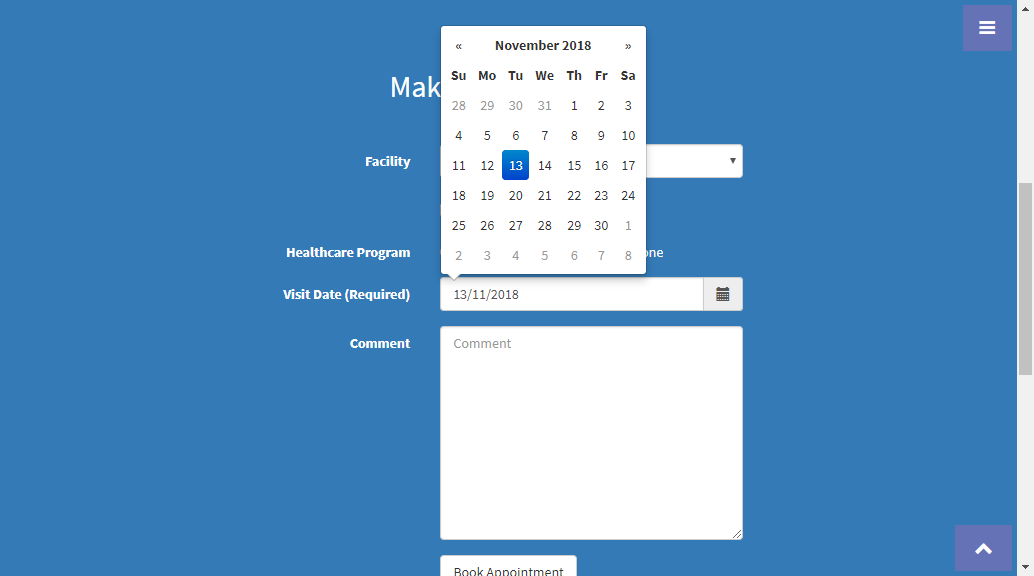 « November 2018 »
Su Mo Tu We Th Fr Sa
28 29 30 31 1 2 3
4 5 6 7 8 9 10
11 12 13 14 15 16 17
18 19 20 21 22 23 24
25 26 27 28 29 30 1
2 3 4 5 6 7 8
Mak
Facility
Healthcare Program
one
Visit Date (Required)
13/11/2018
Comment
Comment
Book Appointment